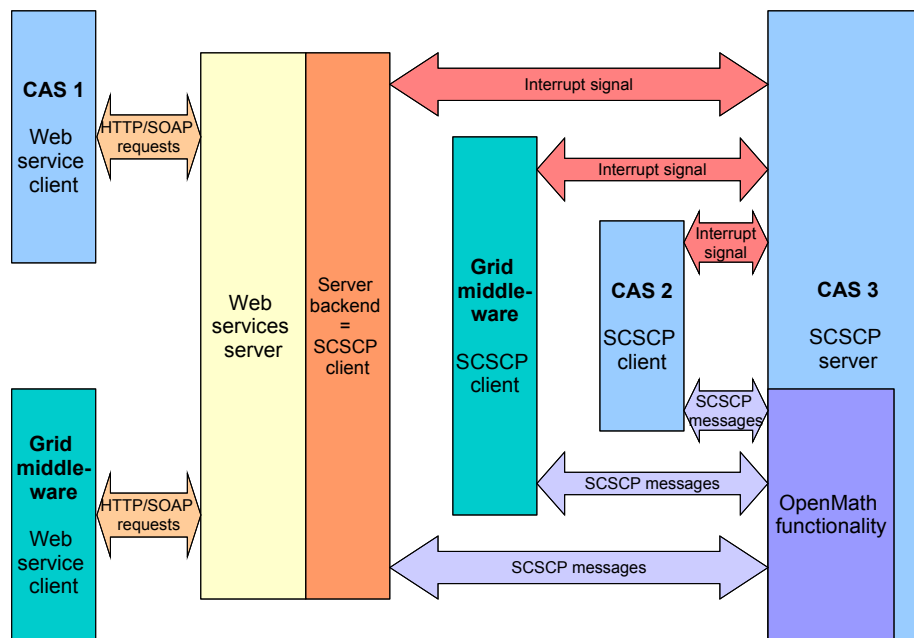 CAS 1
Web
service
client
HTTP/SOAP
requests
Grid
middle-
ware
Web
service
client
HTTP/SOAP
requests
Web
services
server
Server
backend
=
SCSCP
client
Interrupt signal
Interrupt signal
Interrupt
signal
Grid
middle-
ware
SCSCP
client
CAS 2
SCSCP
client
CAS 3
SCSCP
server
SCSCP
messages
SCSCP messages
SCSCP messages
OpenMath
functionality